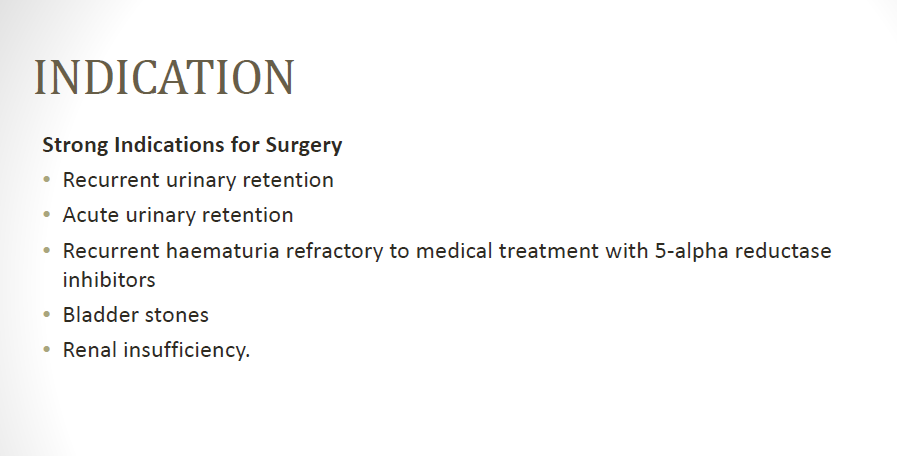 INDICATION
Strong Indications for Surgery
• Recurrent urinary retention
• Acute urinary retention
• Recurrent haematuria refractory to medical treatment with 5-alpha reductase
inhibitors
• Bladder stones
• Renal insufficiency.